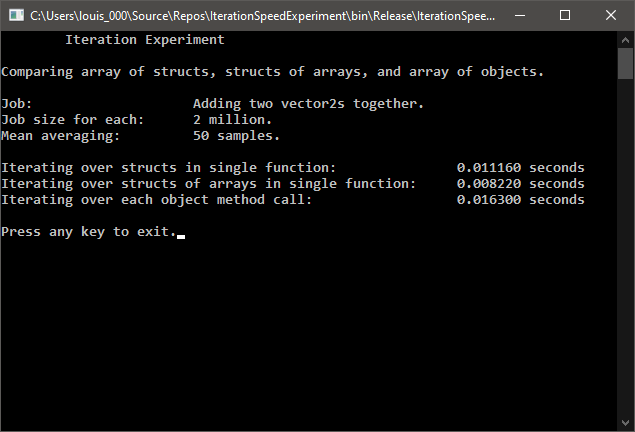 C:\Users\louis_000\Source\Repos\IterationSpeedExperiment\bin\Release\IterationSpee...
Iteration Experiment
Comparing array of structs, structs of arrays, and array of objects.
Job: Adding two vector2s together.
Job size for each: 2 million.
Mean averaging: 50 samples.
Iterating over structs in single function: 0.011160 seconds
Iterating over structs of arrays in single function: 0.008220 seconds
Iterating over each object method call: 0.016300 seconds
Press any key to exit.